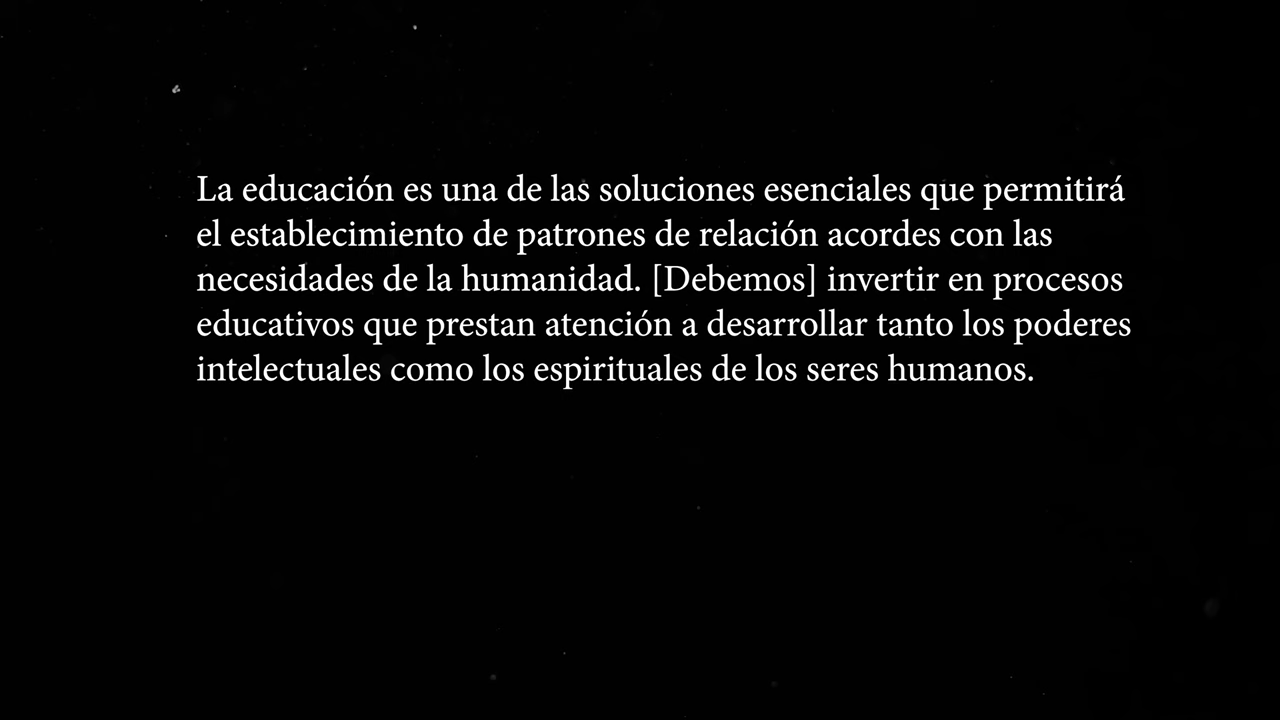 La educación es una de las soluciones esenciales que permitirá
el establecimiento de patrones de relación acordes con las
necesidades de la humanidad. [Debemos] invertir en procesos
educativos que prestan atención a desarrollar tanto los poderes
intelectuales como los espirituales de los seres humanos.